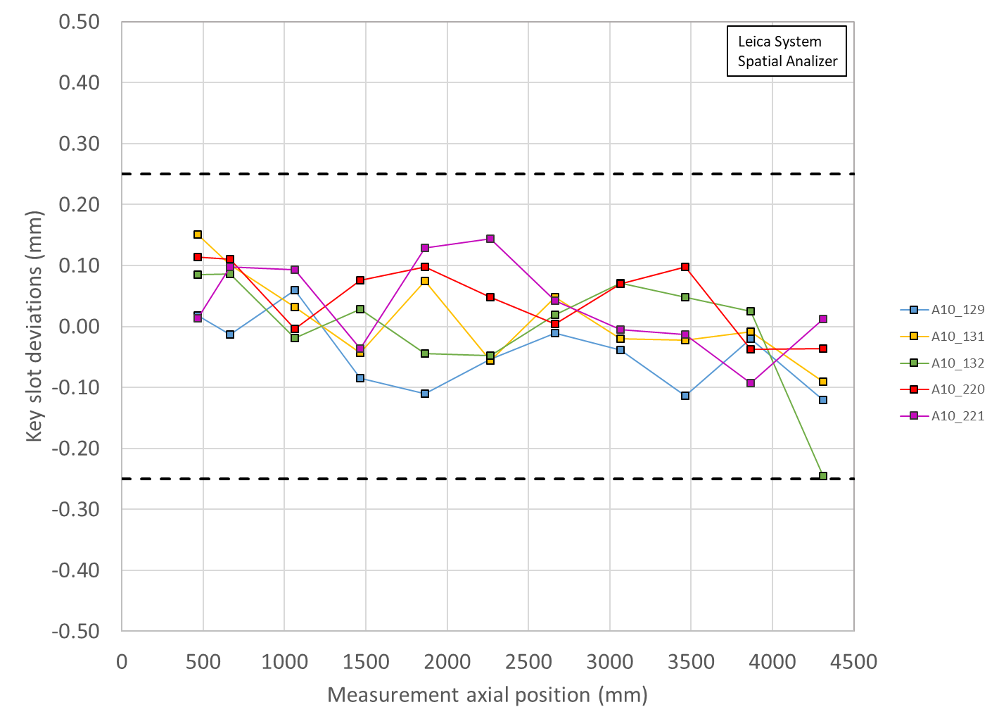 0.50
0.40
0.30
0.20
0.10
0.00
-0.10
-0.20
-0.30
-0.40
-0.50
Key slot deviations (mm)
Leica System
Spatial Analizer
A10_129
A10_131
A10_132
A10_220
A10_221
0 500 1000 1500 2000 2500 3000 3500 4000 4500
Measurement axial position (mm)